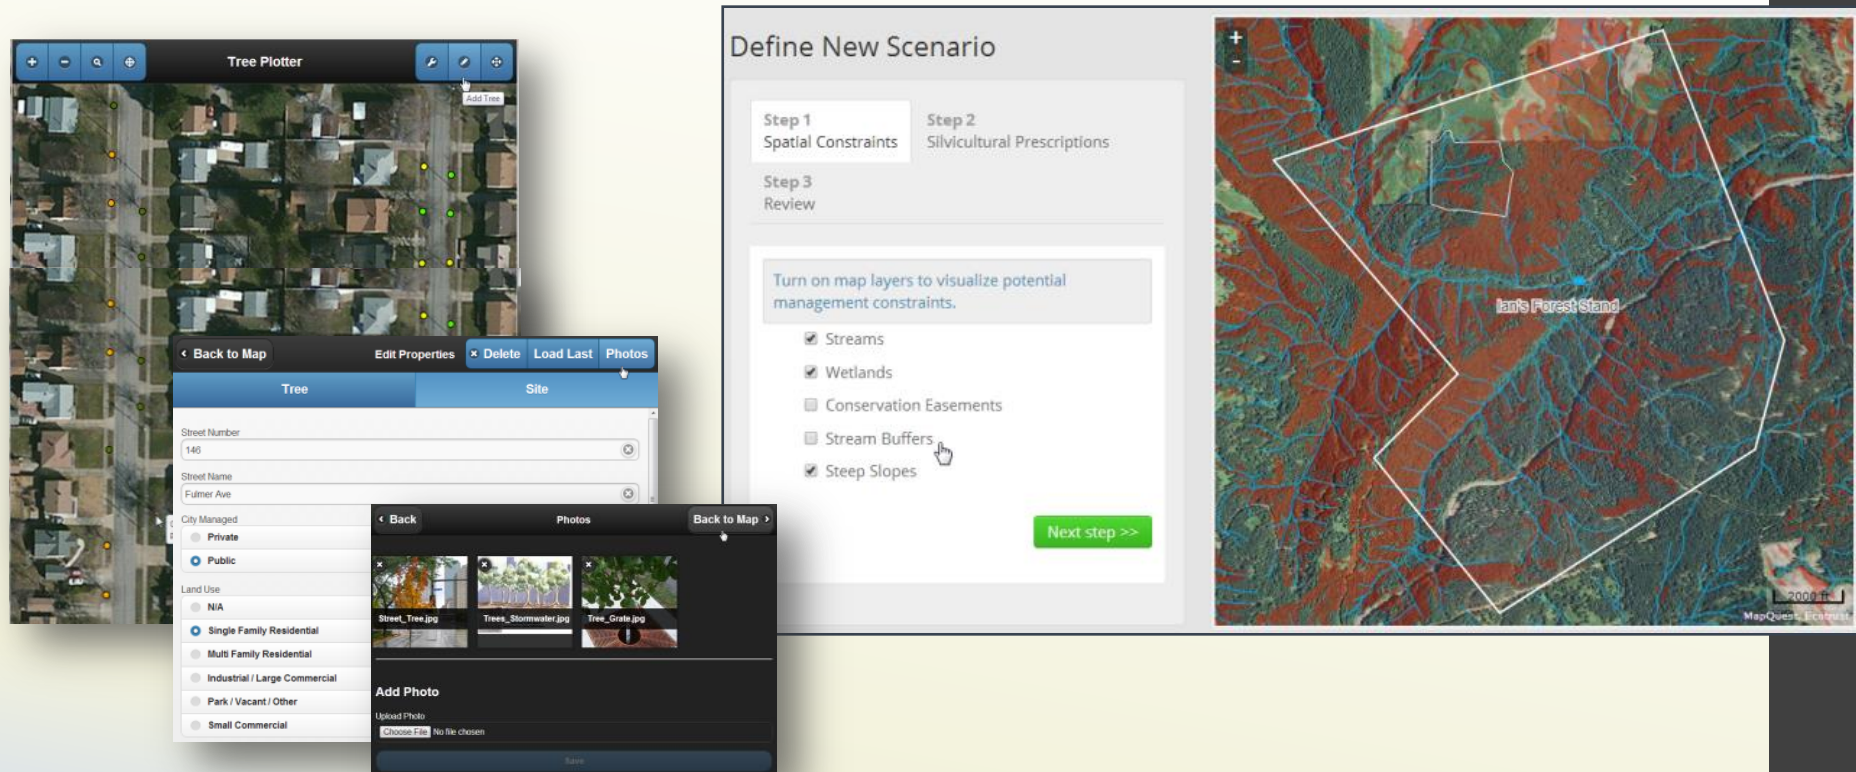 Tree Plotter
Add Tree
Back to Map
Edit Properties
Delete
Load Last
Photos
Tree
Site
Street Number
146
Street Name
Fulmer Ave
City Managed
Private
Public
Land Use
N/A
Single Family Residential
Multi Family Residential
Industrial / Large Commercial
Park / Vacant / Other
Small Commercial
Back
Photos
Back to Map
Street_Tree.jpg
Trees_Stormwater.jpg
Tree_Grate.jpg
Add Photo
Upload Photo
Choose File No file chosen
Save
Define New Scenario
Step 1
Spatial Constraints
Step 2
Silvicultural Prescriptions
Step 3
Review
Turn on map layers to visualize potential
management constraints.
Streams
Wetlands
Conservation Easements
Stream Buffers
Steep Slopes
Next step >>
+
-
Ian's Forest Stand
2000 ft
MapQuest, Ecotrust